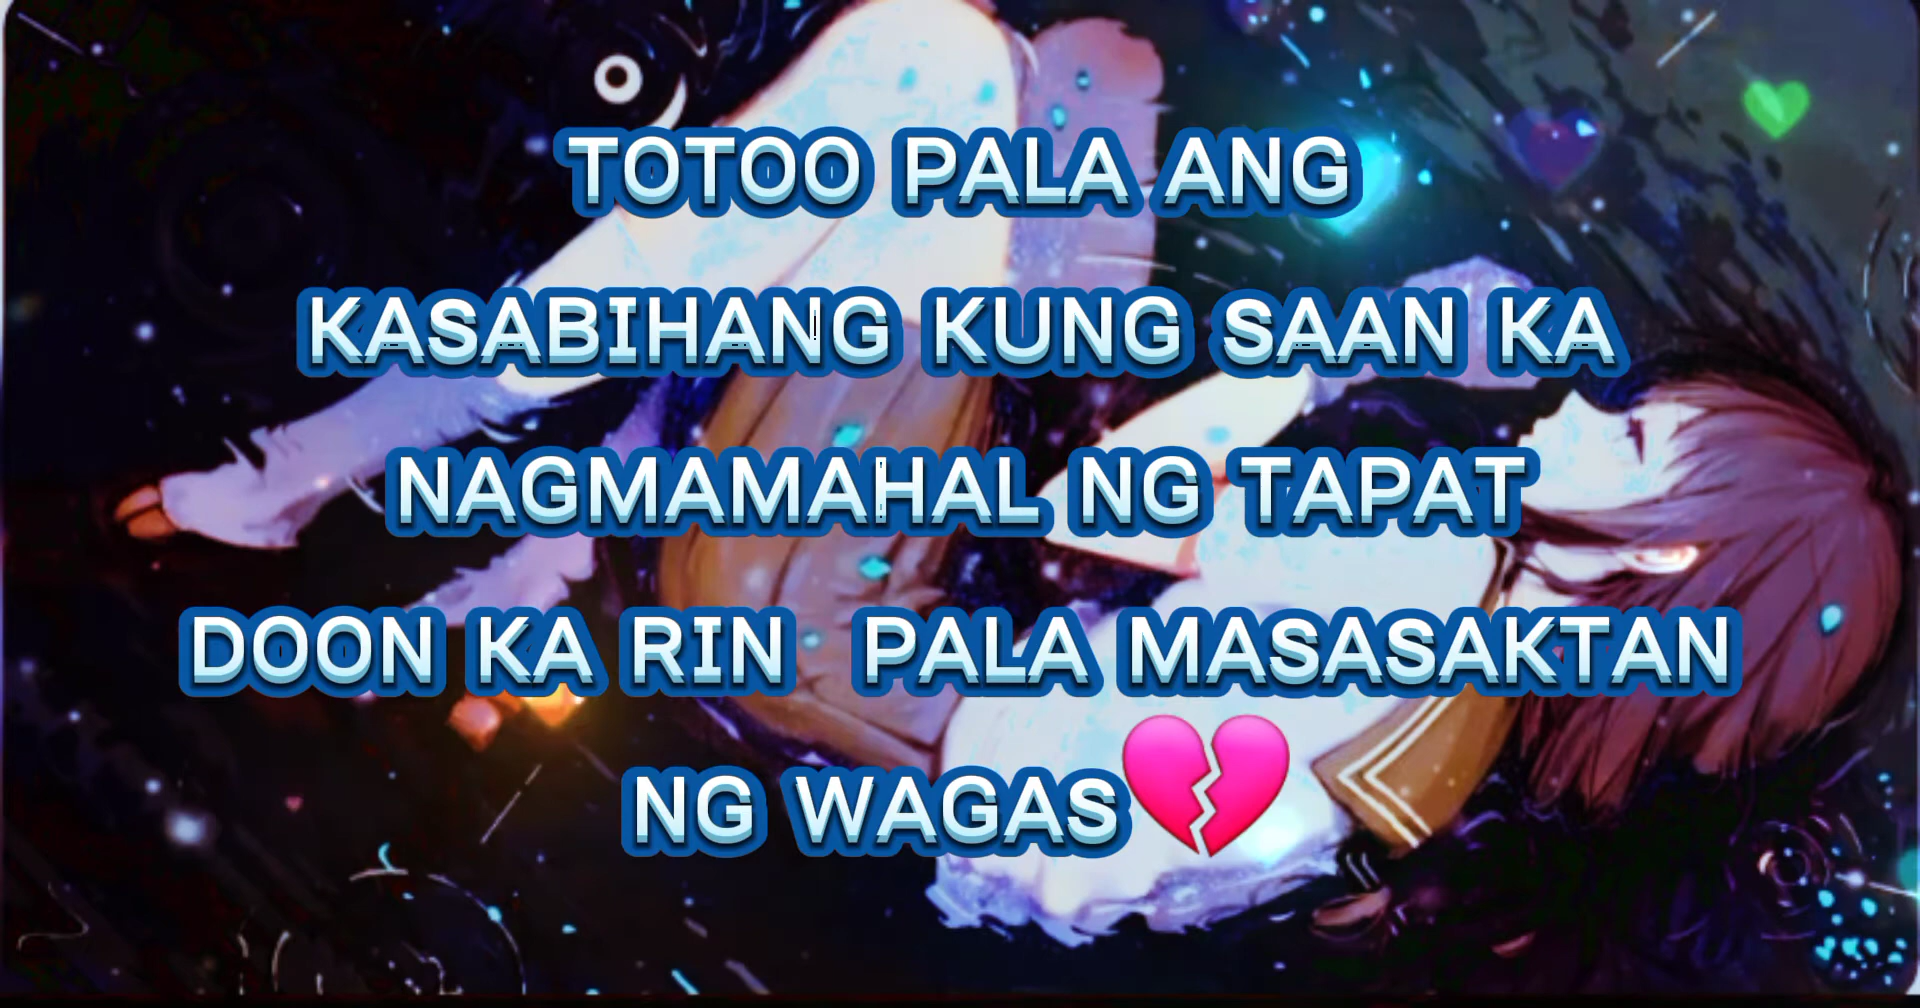 TOTOO PALA ANG
KASABIHANG KUNG SAAN KA
NAGMAMAHAL NG TAPAT
DOON KA RIN PALA MASASAKTAN
NG WAGAS💔